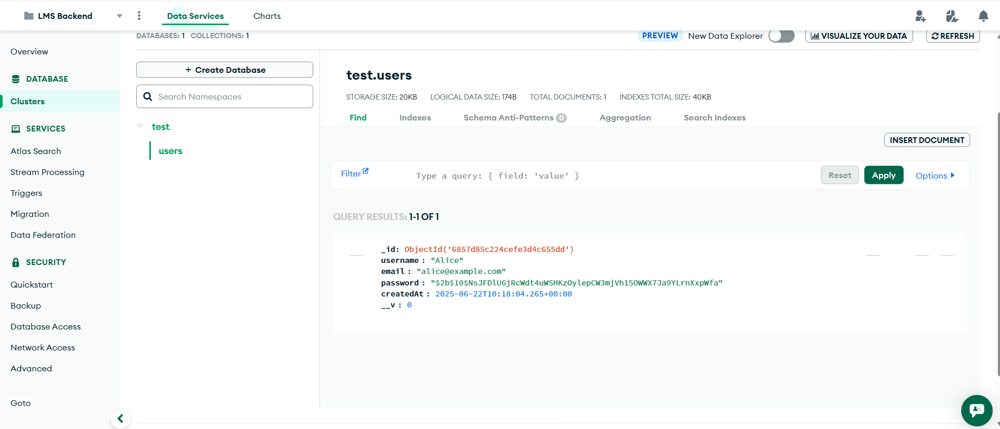 LMS Backend
Data Services
Charts
DATABASES: 1 COLLECTIONS: 1
PREVIEW New Data Explorer
VISUALIZE YOUR DATA
REFRESH
Overview
DATABASE
Clusters
SERVICES
Atlas Search
Stream Processing
Triggers
Migration
Data Federation
SECURITY
Quickstart
Backup
Database Access
Network Access
Advanced
Goto
+ Create Database
Search Namespaces
test
users
test.users
STORAGE SIZE: 20KB LOGICAL DATA SIZE: 174B TOTAL DOCUMENTS: 1 INDEXES TOTAL SIZE: 40KB
Find Indexes Schema Anti-Patterns 0 Aggregation Search Indexes
INSERT DOCUMENT
Filter Type a query: { field: 'value' } Reset Apply Options
QUERY RESULTS: 1-1 OF 1
_id: ObjectId('6857d85c224cefe3d4c655dd')
username : "Alice"
email : "alice@example.com"
password : "$2b$10$NsJFDlU6jRcWdt4uWSHKzOylepCW3mjVh15OWWX7Ja9YLrnXxpWfa"
createdAt : 2025-06-22T10:18:04.265+00:00
__v : 0